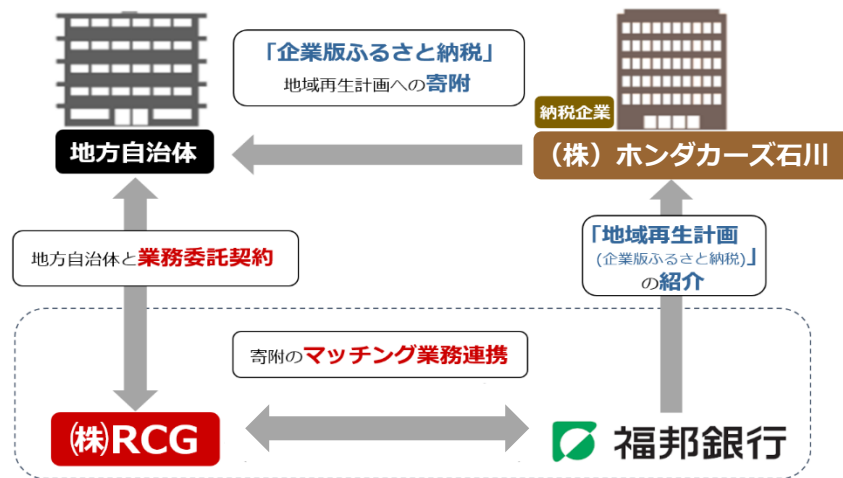 「企業版ふるさと納税」
地域再生計画への寄附
納税企業
地方自治体
（株）ホンダカーズ石川
地方自治体と業務委託契約
「地域再生計画
(企業版ふるさと納税)」
の紹介
寄附のマッチング業務連携
㈱RCG
福邦銀行